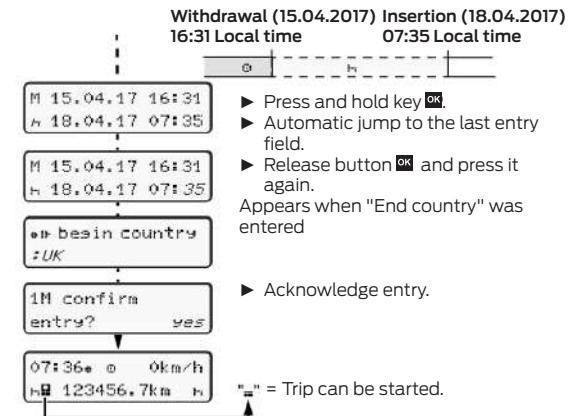 Withdrawal (15.04.2017) Insertion (18.04.2017)
16:31 Local time 07:35 Local time
M 15.04.17 16:31
18.04.17 07:35
► Press and hold key OK.
► Automatic jump to the last entry
field.
M 15.04.17 16:31
18.04.17 07:35
► Release button OK and press it
again.
Appears when "End country" was
entered
begin country
:UK
1M confirm
entry? yes
► Acknowledge entry.
07:36 0km/h
123456.7km
"_" = Trip can be started.